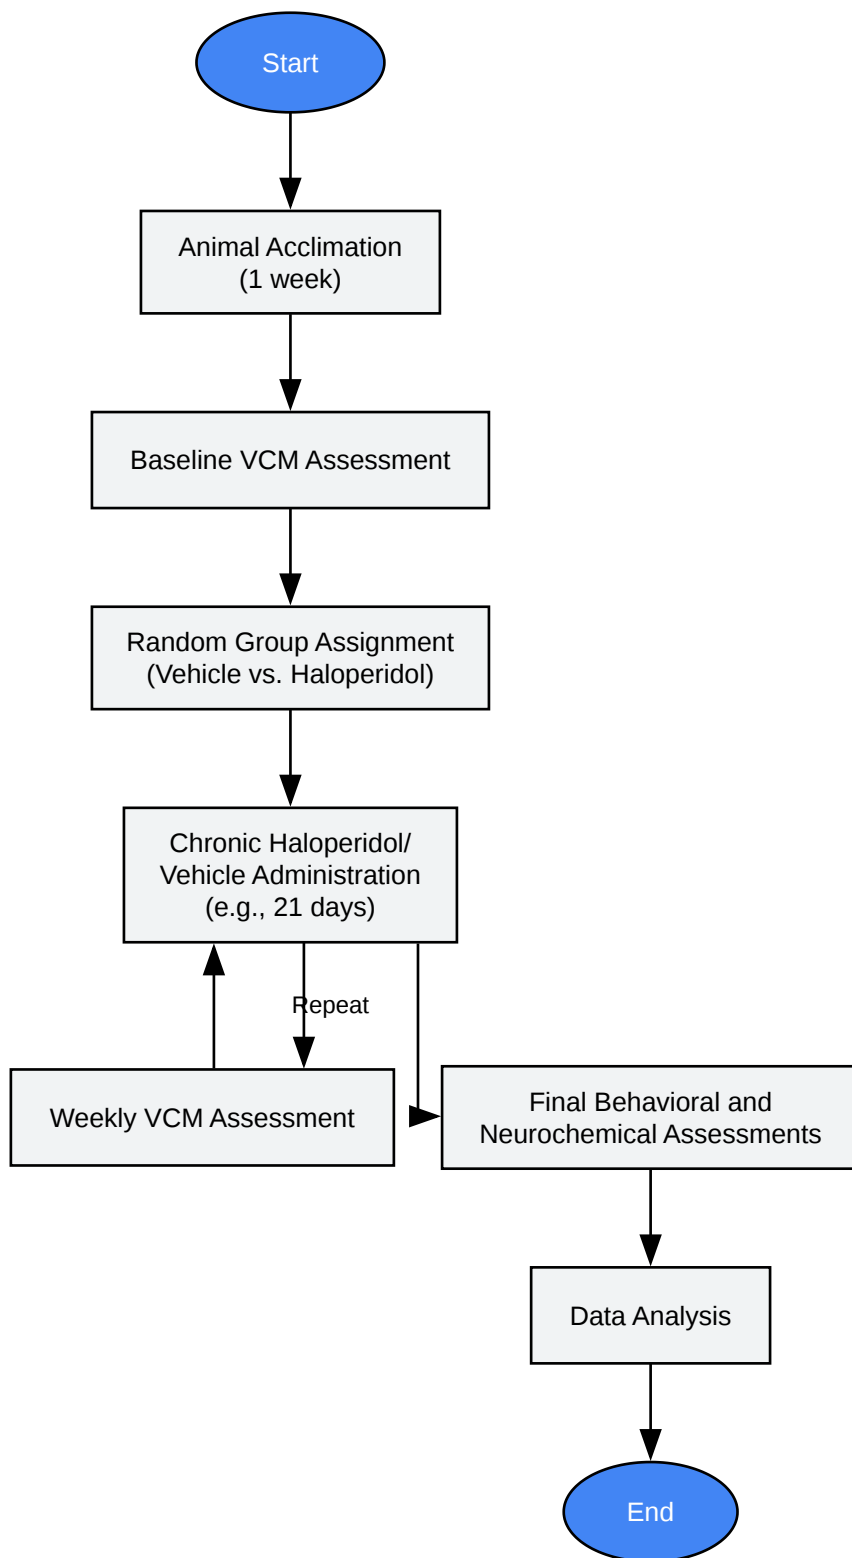 Start
Animal Acclimation
(1 week)
Baseline VCM Assessment
Random Group Assignment
(Vehicle vs. Haloperidol)
Chronic Haloperidol/
Vehicle Administration
(e.g., 21 days)
Repeat
Weekly VCM Assessment
Final Behavioral and
Neurochemical Assessments
Data Analysis
End